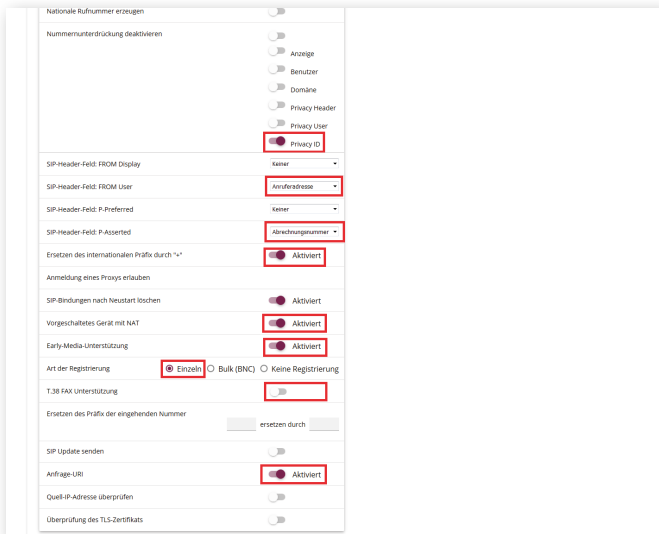 Nationale Rufnummer erzeugen
Nummernunterdrückung deaktivieren
Anzeige
Benutzer
Domäne
Privacy Header
Privacy User
Privacy ID
SIP-Header-Feld: FROM Display Keiner
SIP-Header-Feld: FROM User Anruferadresse
SIP-Header-Feld: P-Preferred Keiner
SIP-Header-Feld: P-Asserted Abrechnungsnummer
Ersetzen des internationalen Präfix durch "+" Aktiviert
Anmeldung eines Proxys erlauben
SIP-Bindungen nach Neustart löschen Aktiviert
Vorgeschaltetes Gerät mit NAT Aktiviert
Early-Media-Unterstützung Aktiviert
Art der Registrierung Einzeln Bulk (BNC) Keine Registrierung
T.38 FAX Unterstützung
Ersetzen des Präfix der eingehenden Nummer
ersetzen durch
SIP Update senden
Anfrage-URI Aktiviert
Quell-IP-Adresse überprüfen
Überprüfung des TLS-Zertifikats